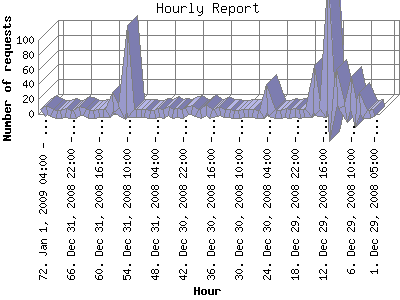 Hourly Report
Number of requests
100
80
60
40
20
0
72. Jan 1, 2009 04:00 -...
66. Dec 31, 2008 22:00 -...
60. Dec 31, 2008 16:00 -...
54. Dec 31, 2008 10:00 -...
48. Dec 31, 2008 04:00 -...
42. Dec 30, 2008 22:00 -...
36. Dec 30, 2008 16:00 -...
30. Dec 30, 2008 10:00 -...
24. Dec 30, 2008 04:00 -...
18. Dec 29, 2008 22:00 -...
12. Dec 29, 2008 16:00 -...
6. Dec 29, 2008 10:00 -...
1. Dec 29, 2008 05:00 -...
Hour